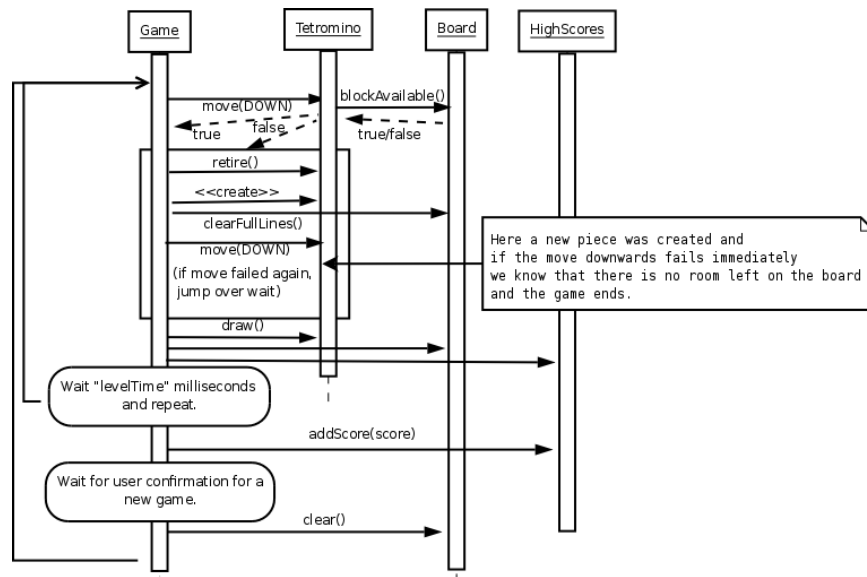 Game
Tetromino
Board
HighScores
move(DOWN)
blockAvailable()
true
false
true/false
retire()
<<create>>
clearFullLines()
move(DOWN)
(if move failed again,
jump over wait)
Here a new piece was created and
if the move downwards fails immediately
we know that there is no room left on the board
and the game ends.
draw()
Wait "levelTime" milliseconds
and repeat.
addScore(score)
Wait for user confirmation for a
new game.
clear()